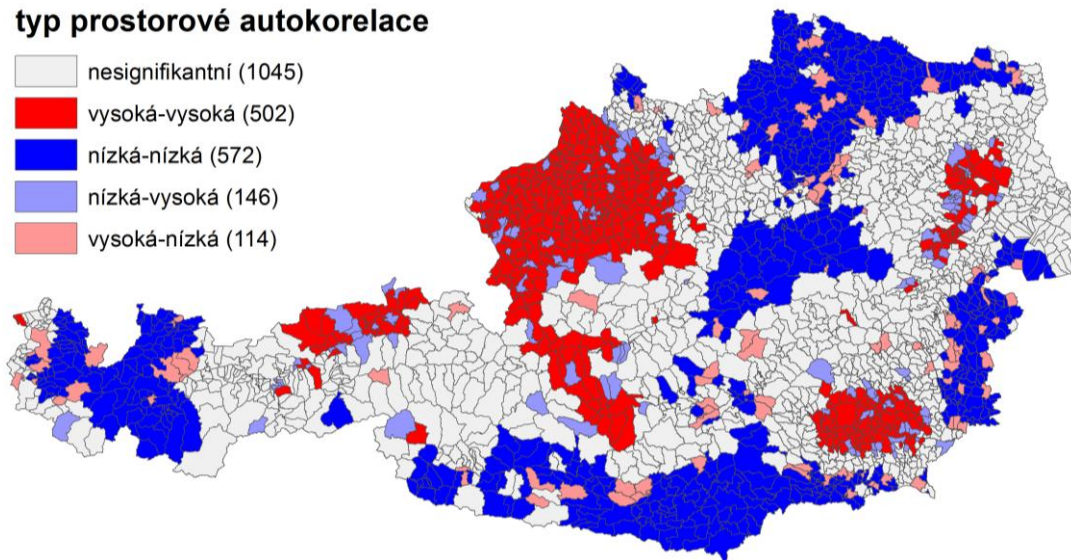 typ prostorové autokorelace
nesignifikantní (1045)
vysoká-vysoká (502)
nízká-nízká (572)
nízká-vysoká (146)
vysoká-nízká (114)